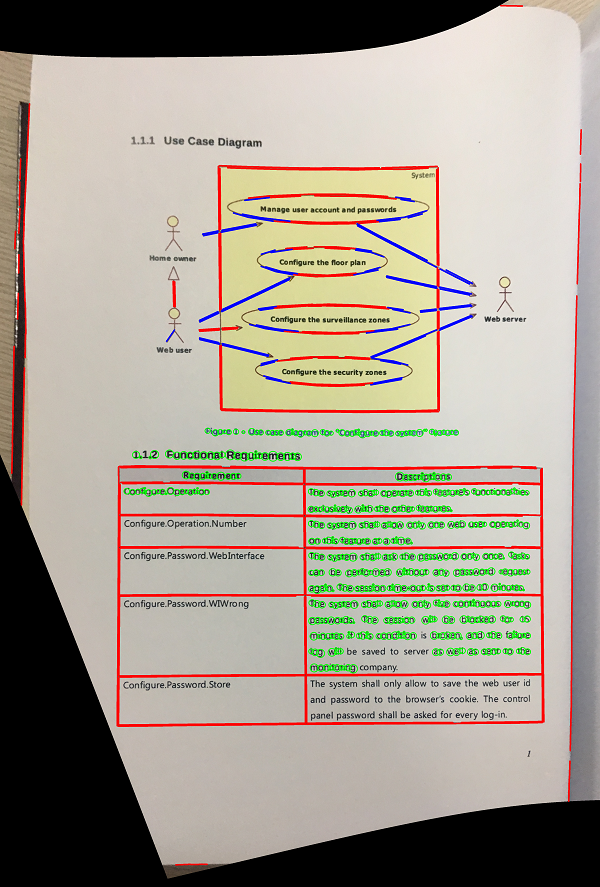 1.1.1 Use Case Diagram
System
Manage user account and passwords
Home owner
Configure the floor plan
Web server
Configure the surveillance zones
Web user
Configure the security zones
Figure 1 - Use case diagram for "Configure the system" feature
1.1.2 Functional Requirements
Requirement Descriptions
Configure.Operation The system shall operate this feature's functionalities
exclusively with the other features.
Configure.Operation.Number The system shall allow only one web user operating
on this feature at a time.
Configure.Password.WebInterface The system shall ask the password only once. Tasks
can be performed without any password request
again. The session time-out is set to be 10 minutes.
Configure.Password.WIWrong The system shall allow only five continuous wrong
passwords. The session will be blocked for 15
minutes if this condition is broken, and the failure
log will be saved to server as well as sent to the
monitoring company.
Configure.Password.Store The system shall only allow to save the web user id
and password to the browser's cookie. The control
panel password shall be asked for every log-in.
1